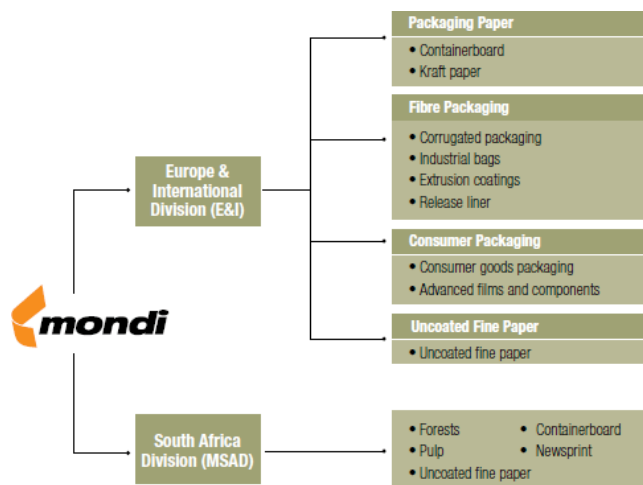 mondi
Europe &
International
Division (E&I)
Packaging Paper
• Containerboard
• Kraft paper
Fibre Packaging
• Corrugated packaging
• Industrial bags
• Extrusion coatings
• Release liner
Consumer Packaging
• Consumer goods packaging
• Advanced films and components
Uncoated Fine Paper
• Uncoated fine paper
South Africa
Division (MSAD)
• Forests • Containerboard
• Pulp • Newsprint
• Uncoated fine paper